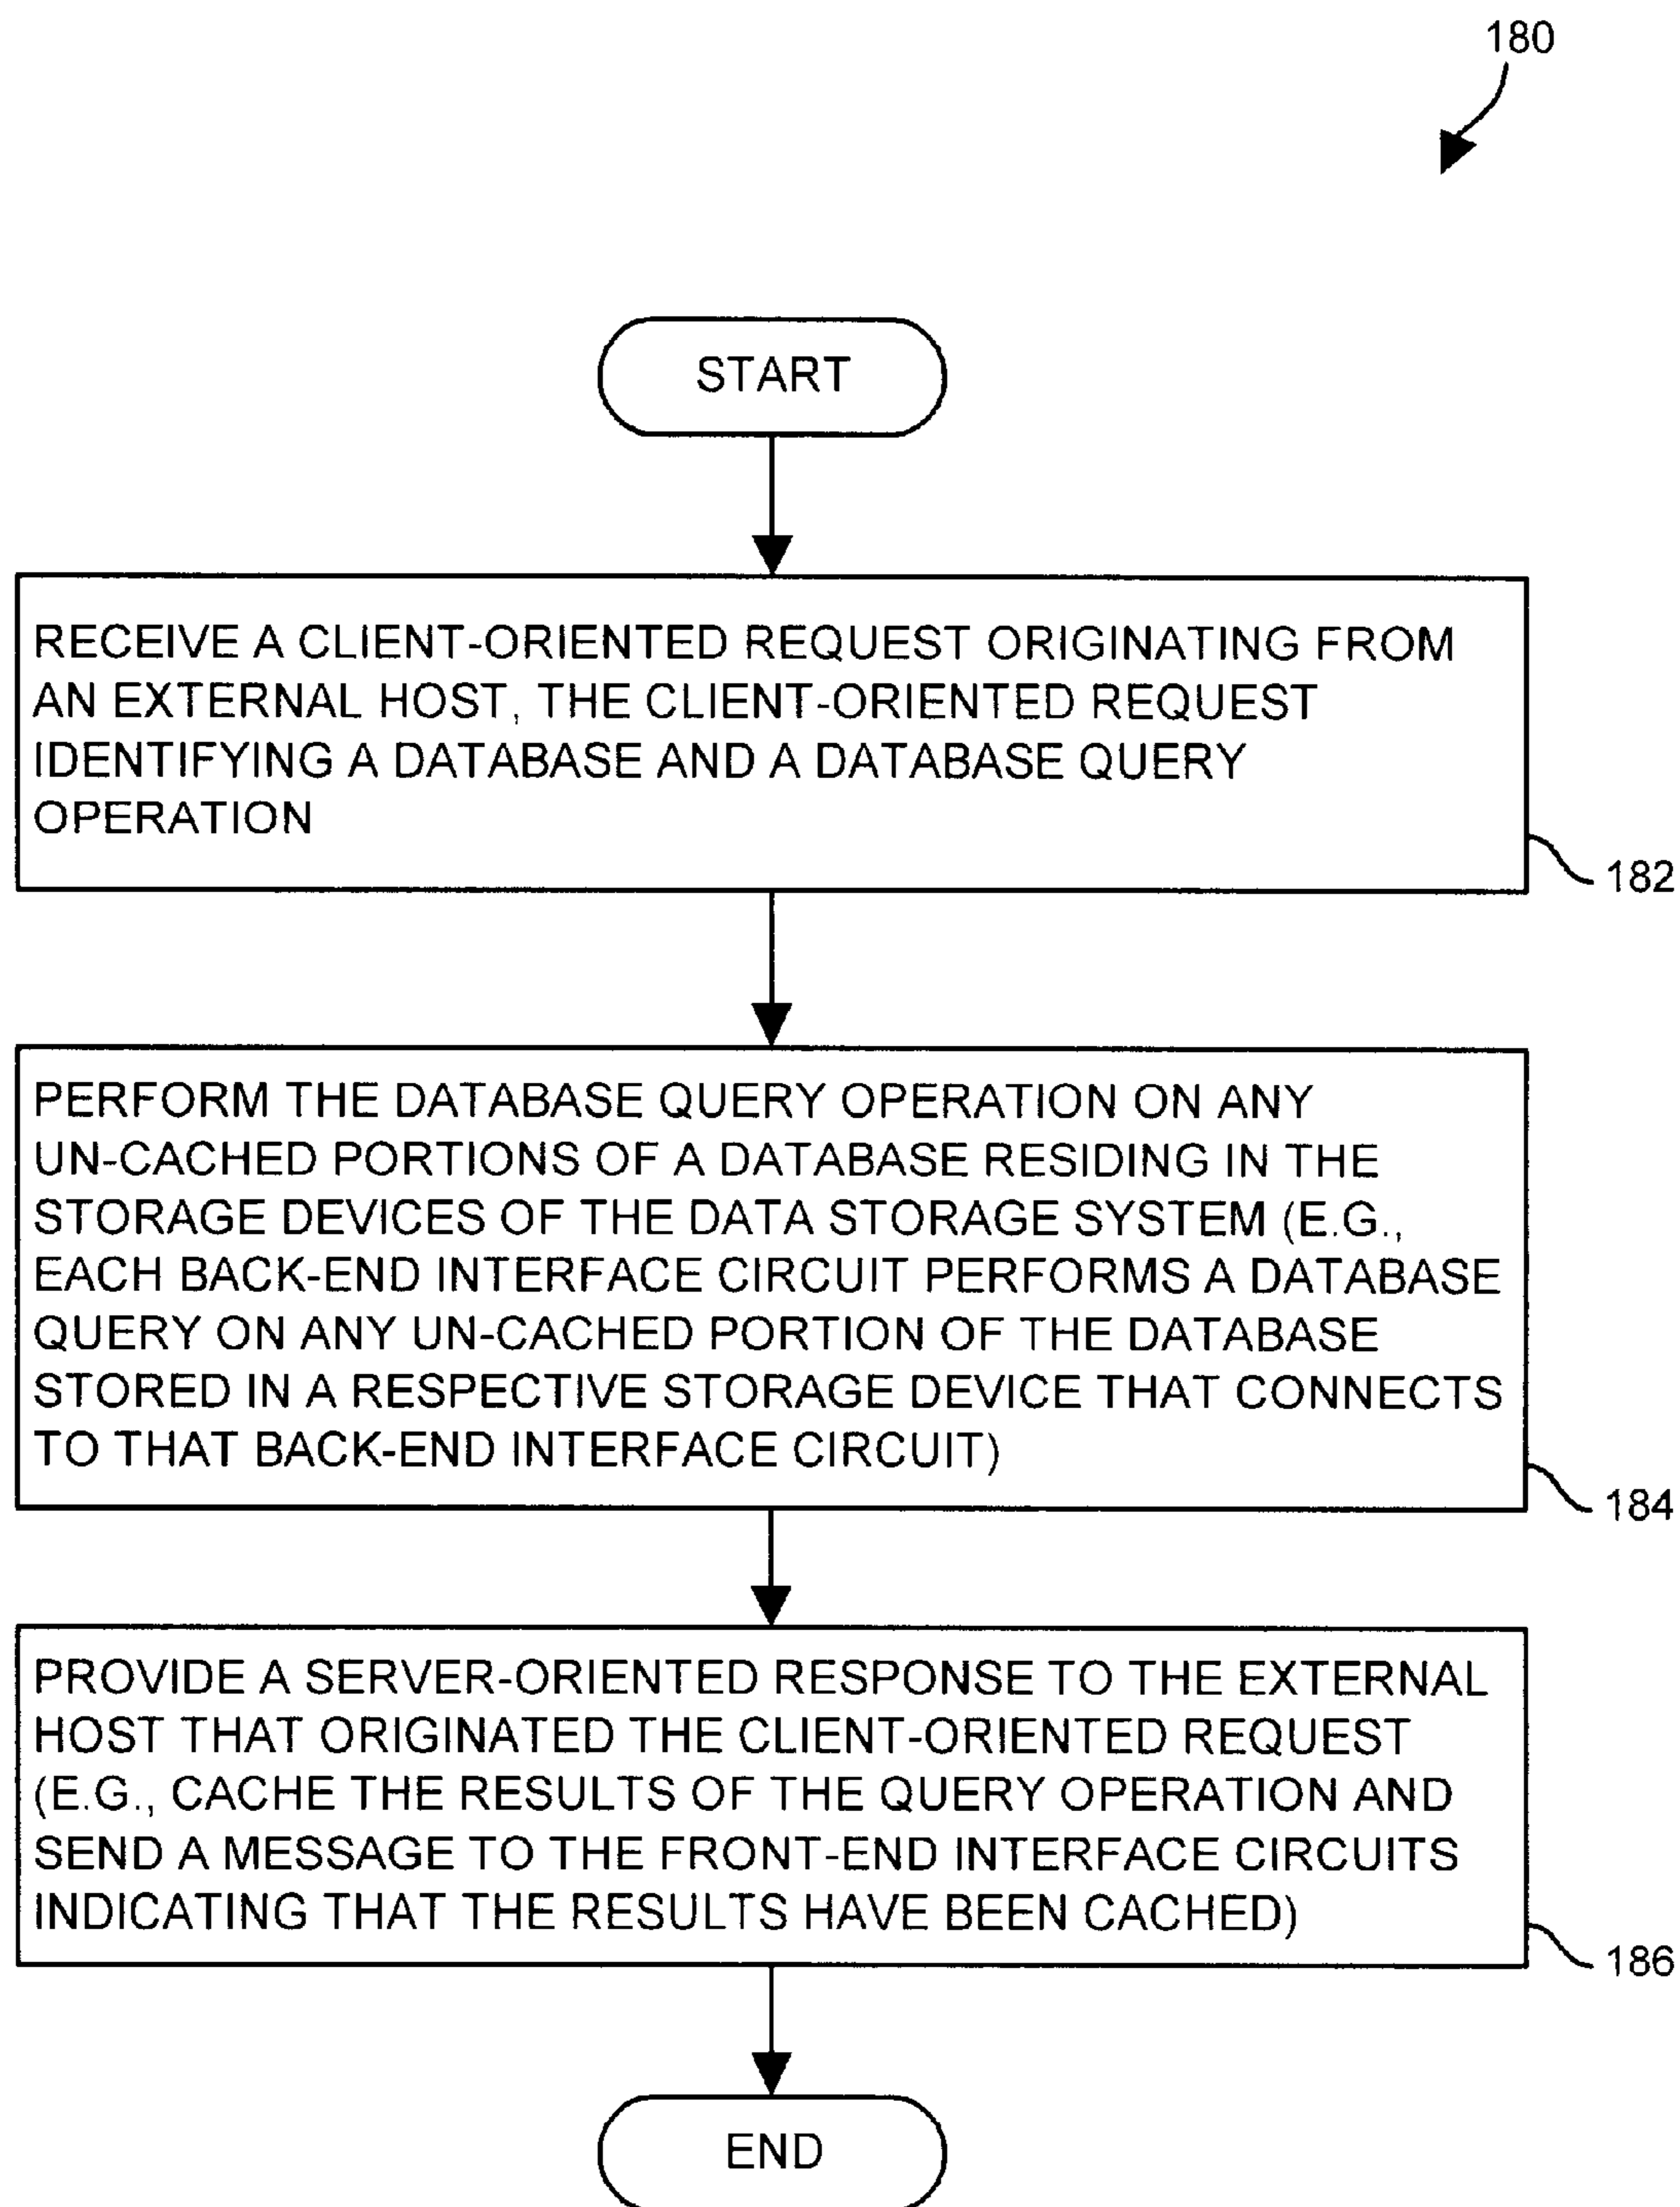 180
START
RECEIVE A CLIENT-ORIENTED REQUEST ORIGINATING FROM
AN EXTERNAL HOST, THE CLIENT-ORIENTED REQUEST
IDENTIFYING A DATABASE AND A DATABASE QUERY
OPERATION
182
PERFORM THE DATABASE QUERY OPERATION ON ANY
UN-CACHED PORTIONS OF A DATABASE RESIDING IN THE
STORAGE DEVICES OF THE DATA STORAGE SYSTEM (E.G.,
EACH BACK-END INTERFACE CIRCUIT PERFORMS A DATABASE
QUERY ON ANY UN-CACHED PORTION OF THE DATABASE
STORED IN A RESPECTIVE STORAGE DEVICE THAT CONNECTS
TO THAT BACK-END INTERFACE CIRCUIT)
184
PROVIDE A SERVER-ORIENTED RESPONSE TO THE EXTERNAL
HOST THAT ORIGINATED THE CLIENT-ORIENTED REQUEST
(E.G., CACHE THE RESULTS OF THE QUERY OPERATION AND
SEND A MESSAGE TO THE FRONT-END INTERFACE CIRCUITS
INDICATING THAT THE RESULTS HAVE BEEN CACHED)
186
END